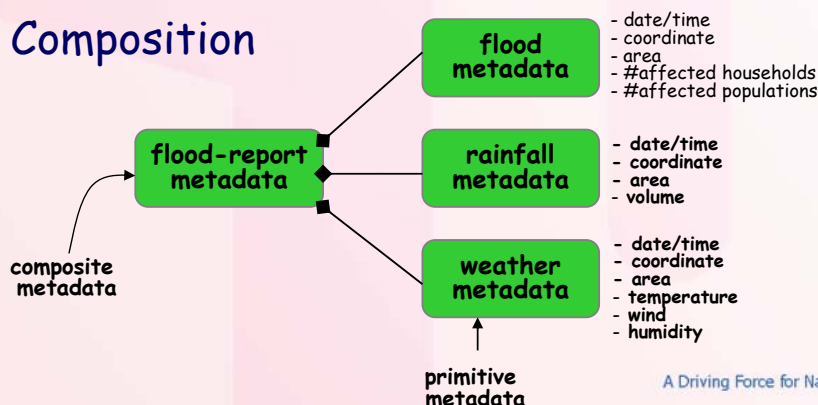 Composition
flood
metadata
- date/time
- coordinate
- area
- #affected households
- #affected populations
flood-report
metadata
rainfall
metadata
- date/time
- coordinate
- area
- volume
composite
metadata
weather
metadata
- date/time
- coordinate
- area
- temperature
- wind
- humidity
primitive
metadata
A Driving Force for